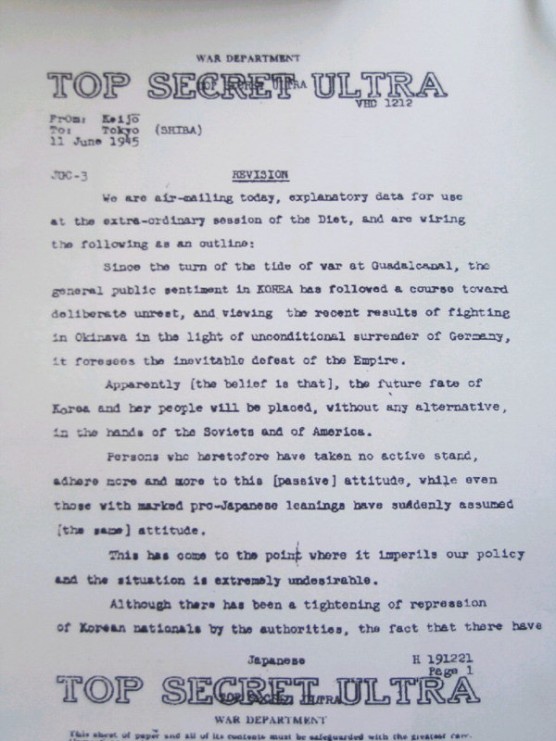 WAR DEPARTMENT
TOP SECRET ULTRA
TOP SECRET ULTRA
VHD 1212
From: Keijo
To: Tokyo (SHIBA)
11 June 1945
REVISION
We are air-mailing today, explanatory data for use
at the extra-ordinary session of the Diet, and are wiring
the following as an outline:
Since the turn of the tide of war at Guadalcanal, the
general public sentiment in KOREA has followed a course toward
deliberate unrest, and viewing the recent results of fighting
in Okinawa in the light of unconditional surrender of Germany,
it foresees the inevitable defeat of the Empire.
Apparently [the belief is that], the future fate of
Korea and her people will be placed, without any alternative,
in the hands of the Soviets and of America.
Persons who heretofore have taken no active stand,
adhere more and more to this [passive] attitude, while even
those with marked pro-Japanese leanings have suddenly assumed
[the same] attitude.
This has come to the point where it imperils our policy
and the situation is extremely undesirable.
Although there has been a tightening of repression
of Korean nationals by the authorities, the fact that there have
Japanese
H 191221
Page 1
TOP SECRET ULTRA
TOP SECRET ULTRA
WAR DEPARTMENT
This sheet of paper and all of its contents must be safeguarded with the greatest care.